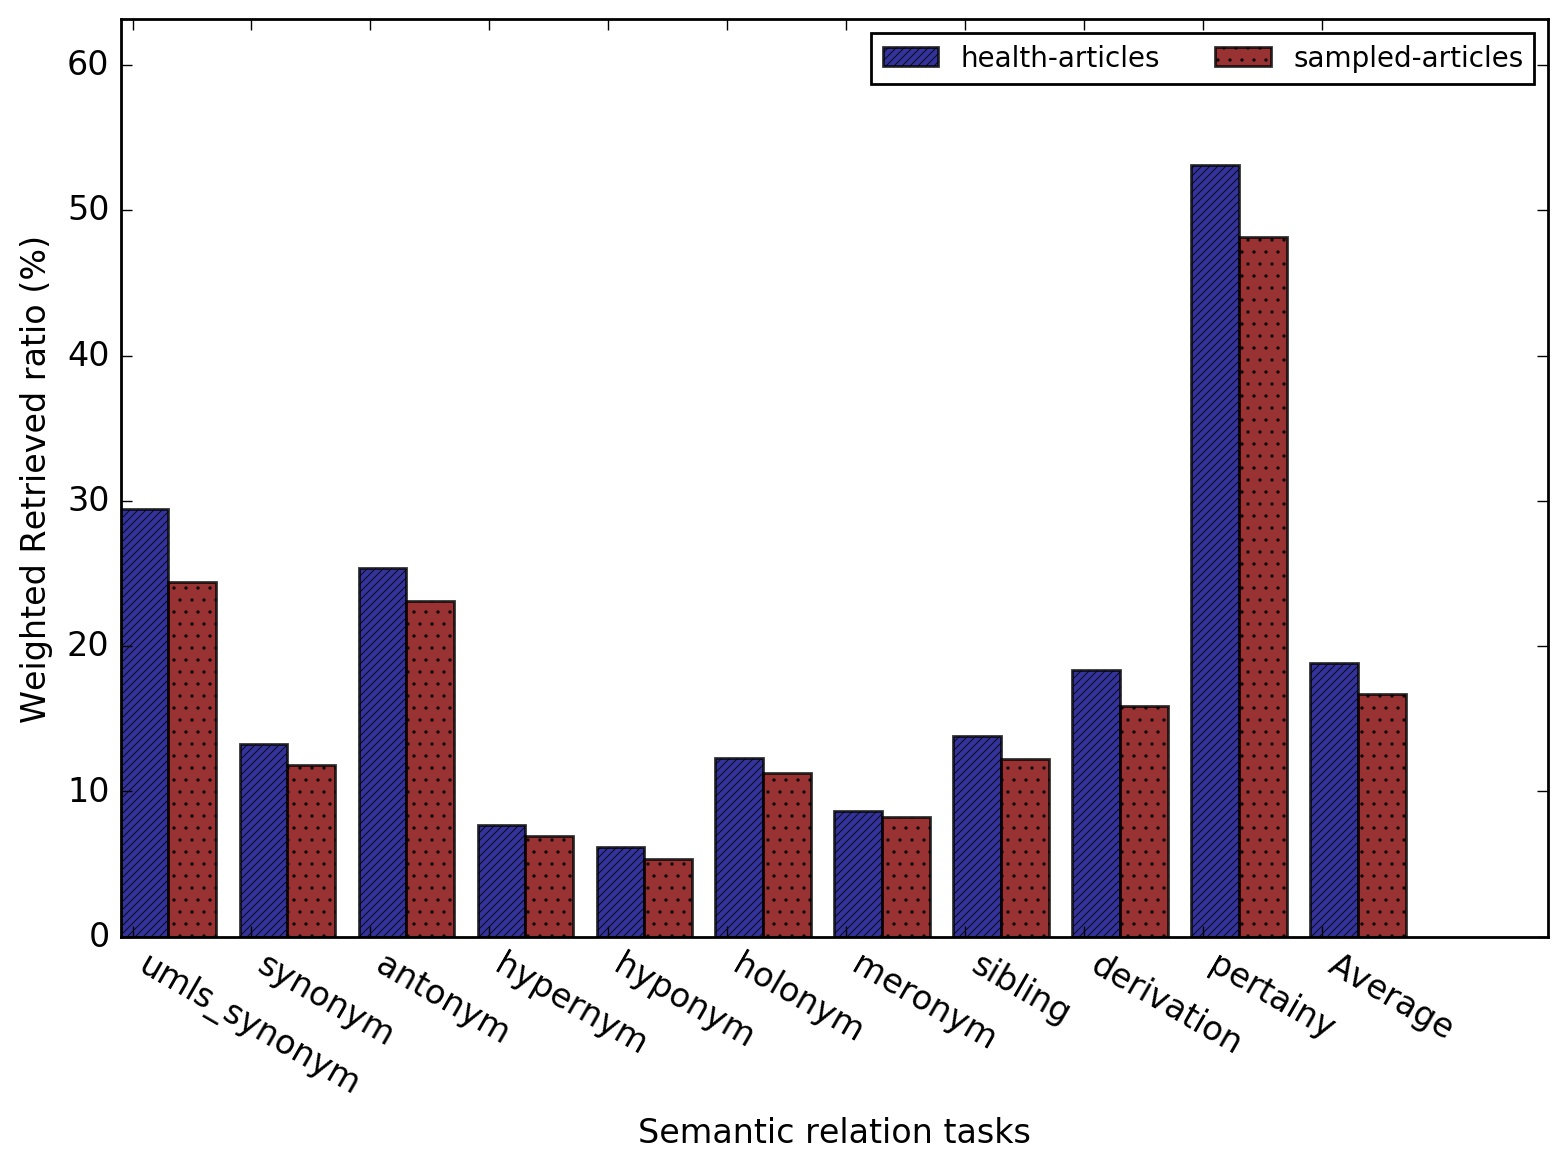 health-articles
sampled-articles
Weighted Retrieved ratio (%)
60
50
40
30
20
10
0
umls_synonym
synonym
antonym
hypernym
hyponym
holonym
meronym
sibling
derivation
pertainy
Average
Semantic relation tasks